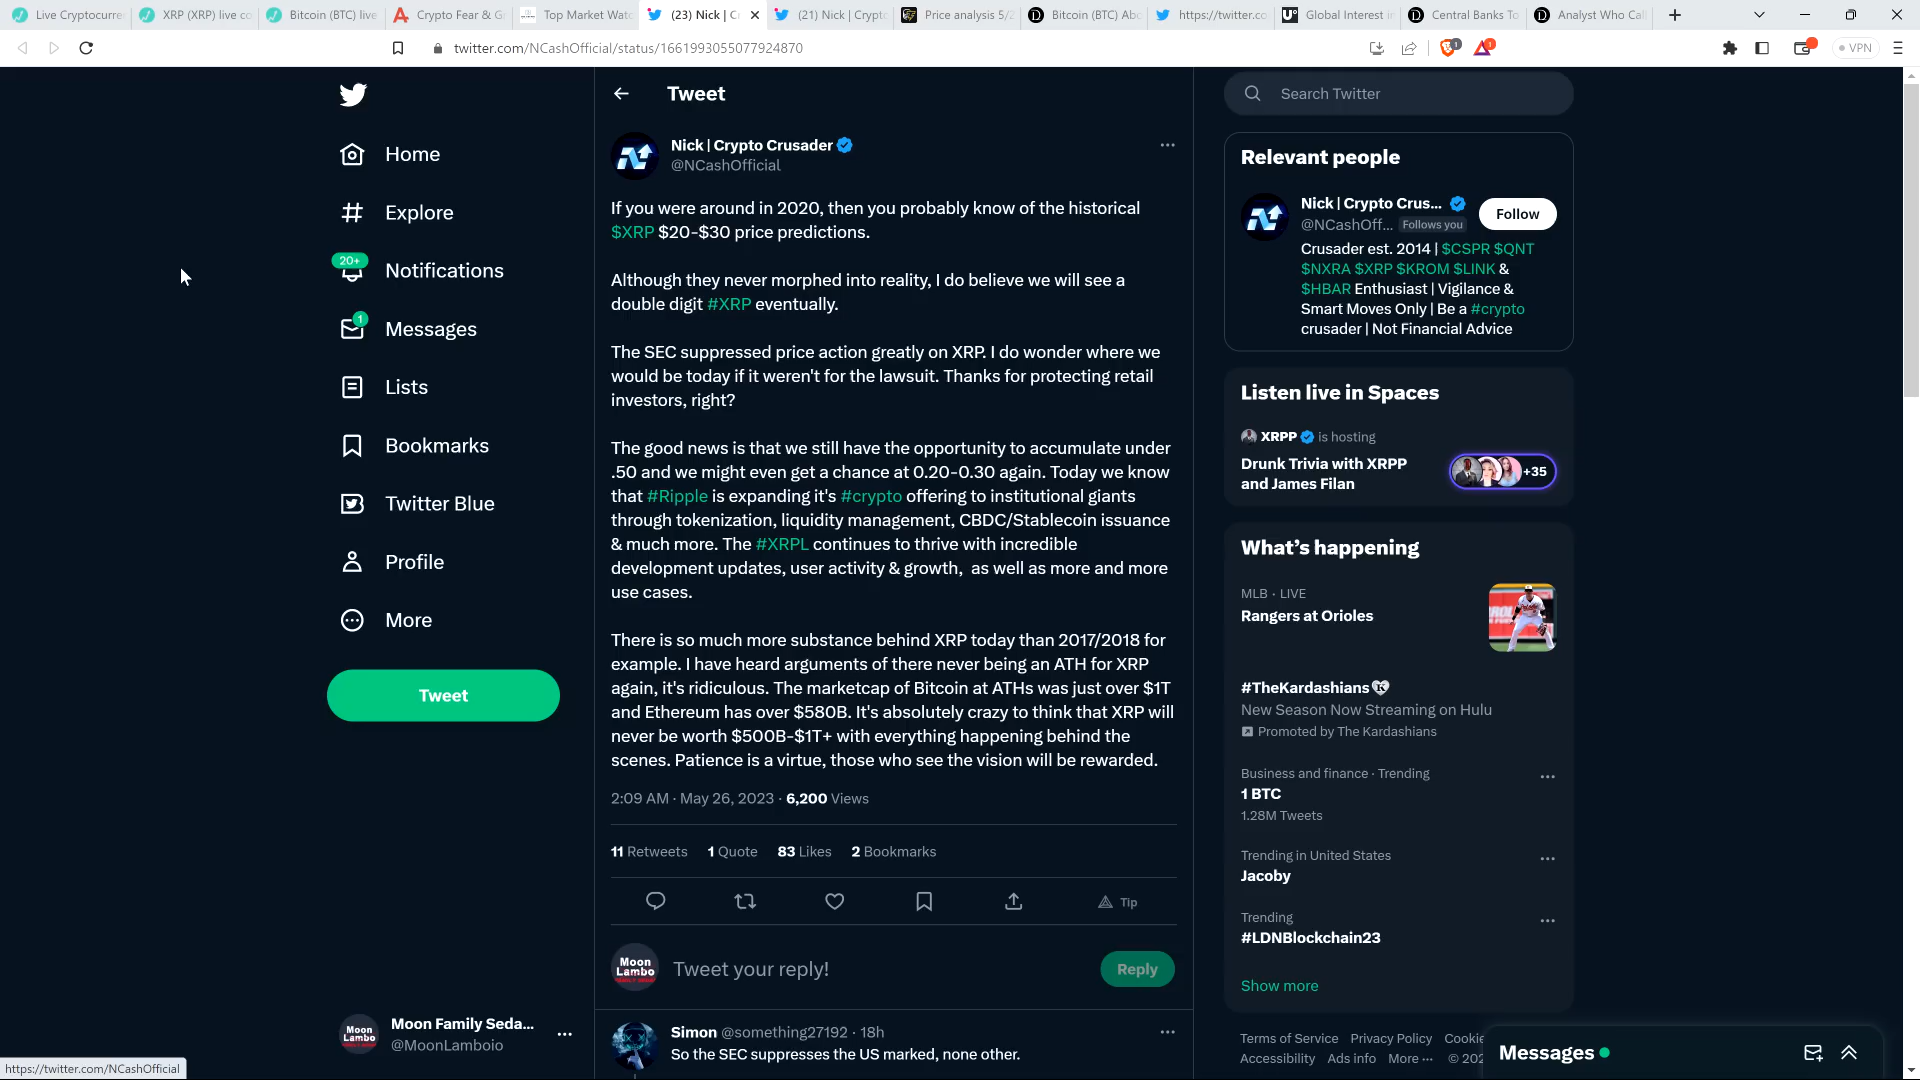 Live Cryptocurre
XRP (XRP) live co
Bitcoin (BTC) live
Crypto Fear & G
Top Market Wat
(23) Nick | C
(21) Nick | Crypt
Price analysis 5/2
Bitcoin (BTC) Abo
https://twitter.co
Global Interest i
Central Banks To
Analyst Who Cal
twitter.com/NCashOfficial/status/1661993055077924870
VPN
Home
Explore
20+
Notifications
1
Messages
Lists
Bookmarks
Twitter Blue
Profile
More
Tweet
Moon Lambo
Moon Family Seda...
@MoonLamboio
https://twitter.com/NCashOfficial
Tweet
Nick | Crypto Crusader
@NCashOfficial
If you were around in 2020, then you probably know of the historical
$XRP $20-$30 price predictions.
Although they never morphed into reality, I do believe we will see a
double digit #XRP eventually.
The SEC suppressed price action greatly on XRP. I do wonder where we
would be today if it weren't for the lawsuit. Thanks for protecting retail
investors, right?
The good news is that we still have the opportunity to accumulate under
.50 and we might even get a chance at 0.20-0.30 again. Today we know
that #Ripple is expanding it's #crypto offering to institutional giants
through tokenization, liquidity management, CBDC/Stablecoin issuance
& much more. The #XRPL continues to thrive with incredible
development updates, user activity & growth, as well as more and more
use cases.
There is so much more substance behind XRP today than 2017/2018 for
example. I have heard arguments of there never being an ATH for XRP
again, it's ridiculous. The marketcap of Bitcoin at ATHs was just over $1T
and Ethereum has over $580B. It's absolutely crazy to think that XRP will
never be worth $500B-$1T+ with everything happening behind the
scenes. Patience is a virtue, those who see the vision will be rewarded.
2:09 AM · May 26, 2023 · 6,200 Views
11 Retweets 1 Quote 83 Likes 2 Bookmarks
Tip
Moon
Lambo
Tweet your reply!
Reply
Simon @something27192 · 18h
So the SEC suppresses the US marked, none other.
Search Twitter
Relevant people
Nick | Crypto Crus...
@NCashOff... Follows you
Follow
Crusader est. 2014 | $CSPR $QNT
$NXRA $XRP $KROM $LINK &
$HBAR Enthusiast | Vigilance &
Smart Moves Only | Be a #crypto
crusader | Not Financial Advice
Listen live in Spaces
XRPP is hosting
Drunk Trivia with XRPP
and James Filan
+35
What's happening
MLB · LIVE
Rangers at Orioles
#TheKardashians
New Season Now Streaming on Hulu
Promoted by The Kardashians
Business and finance · Trending
1 BTC
1.28M Tweets
Trending in United States
Jacoby
Trending
#LDNBlockchain23
Show more
Terms of Service Privacy Policy Cookie
Accessibility Ads info More ··· © 202
Messages